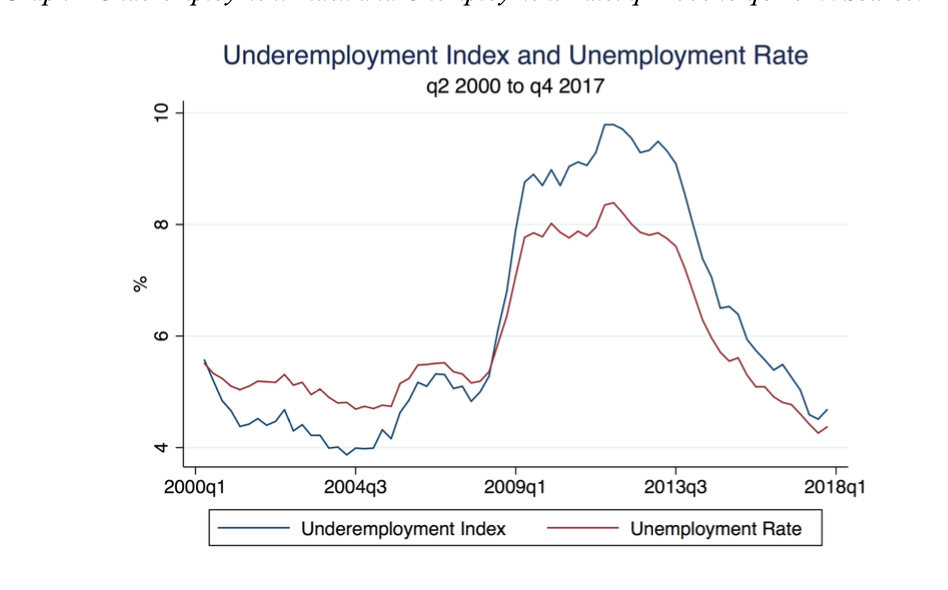 Underemployment Index and Unemployment Rate
q2 2000 to q4 2017
10
8
%
6
4
2000q1 2004q3 2009q1 2013q3 2018q1
Underemployment Index Unemployment Rate